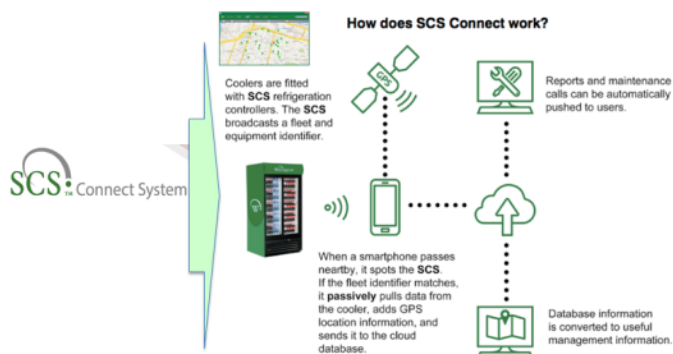 How does SCS Connect work?
Coolers are fitted
with SCS refrigeration
controllers. The SCS
broadcasts a fleet and
equipment identifier.
GPS
Reports and maintenance
calls can be automatically
pushed to users.
SCS: Connect System
TM
When a smartphone passes
nearby, it spots the SCS.
If the fleet identifier matches,
it passively pulls data from
the cooler, adds GPS
location information, and
sends it to the cloud
database.
Database information
is converted to useful
management information.